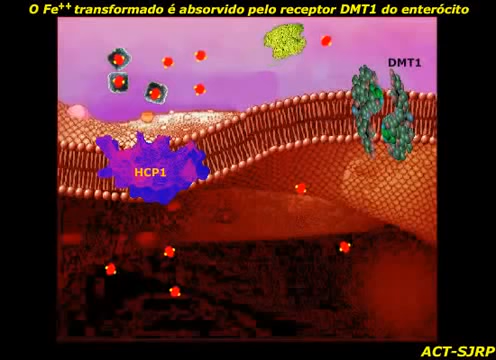 O Fe⁺⁺ transformado é absorvido pelo receptor DMT1 do enterócito
DMT1
HCP1
ACT-SJRP